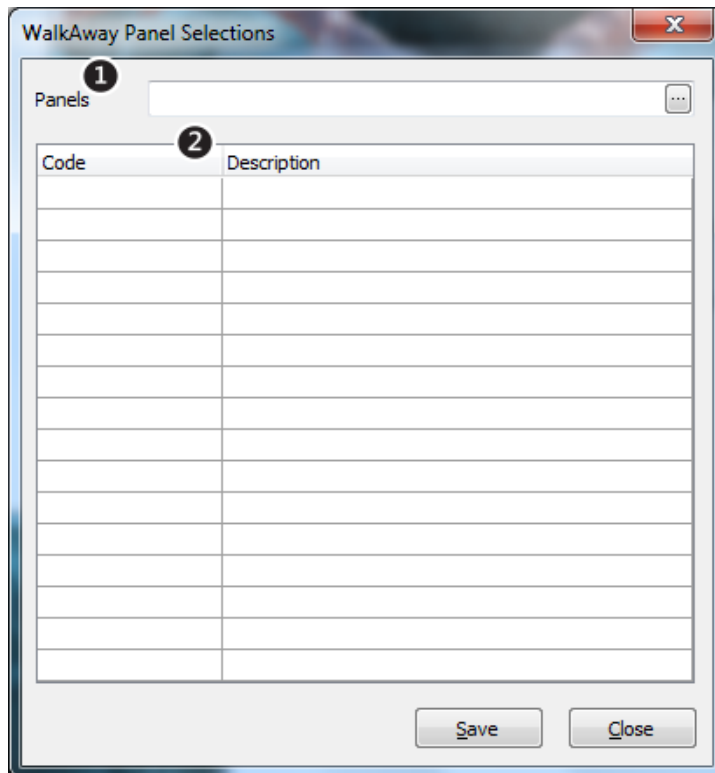 WalkAway Panel Selections
1
Panels
...
2
Code Description
Save Close